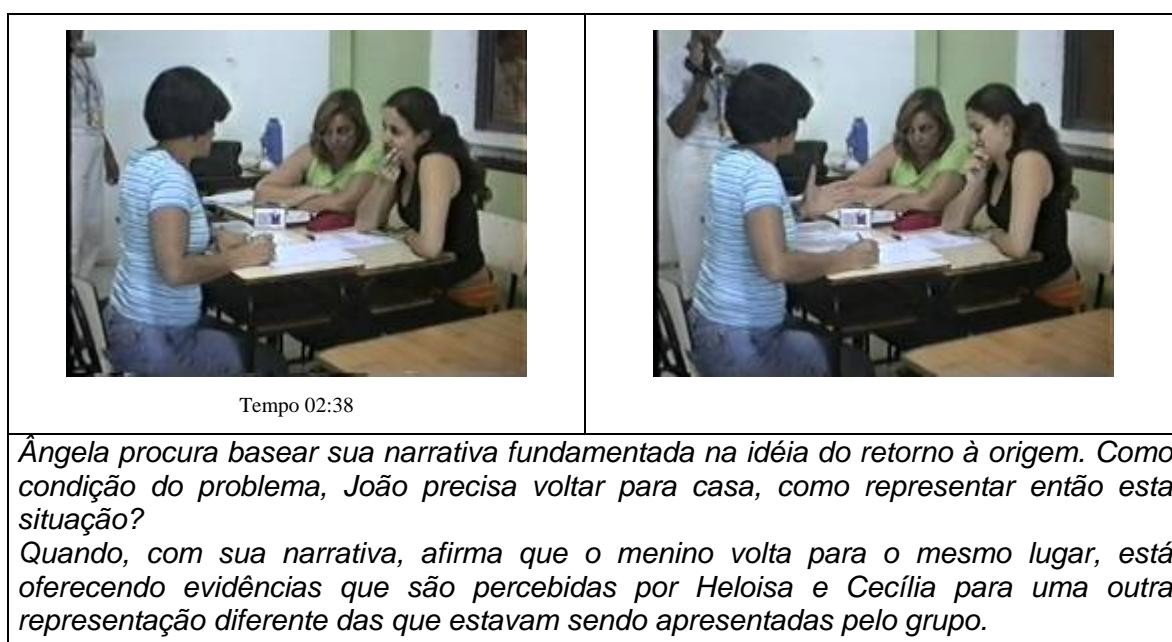 Tempo 02:38
Ângela procura basear sua narrativa fundamentada na idéia do retorno à origem. Como
condição do problema, João precisa voltar para casa, como representar então esta
situação?
Quando, com sua narrativa, afirma que o menino volta para o mesmo lugar, está
oferecendo evidências que são percebidas por Heloisa e Cecília para uma outra
representação diferente das que estavam sendo apresentadas pelo grupo.